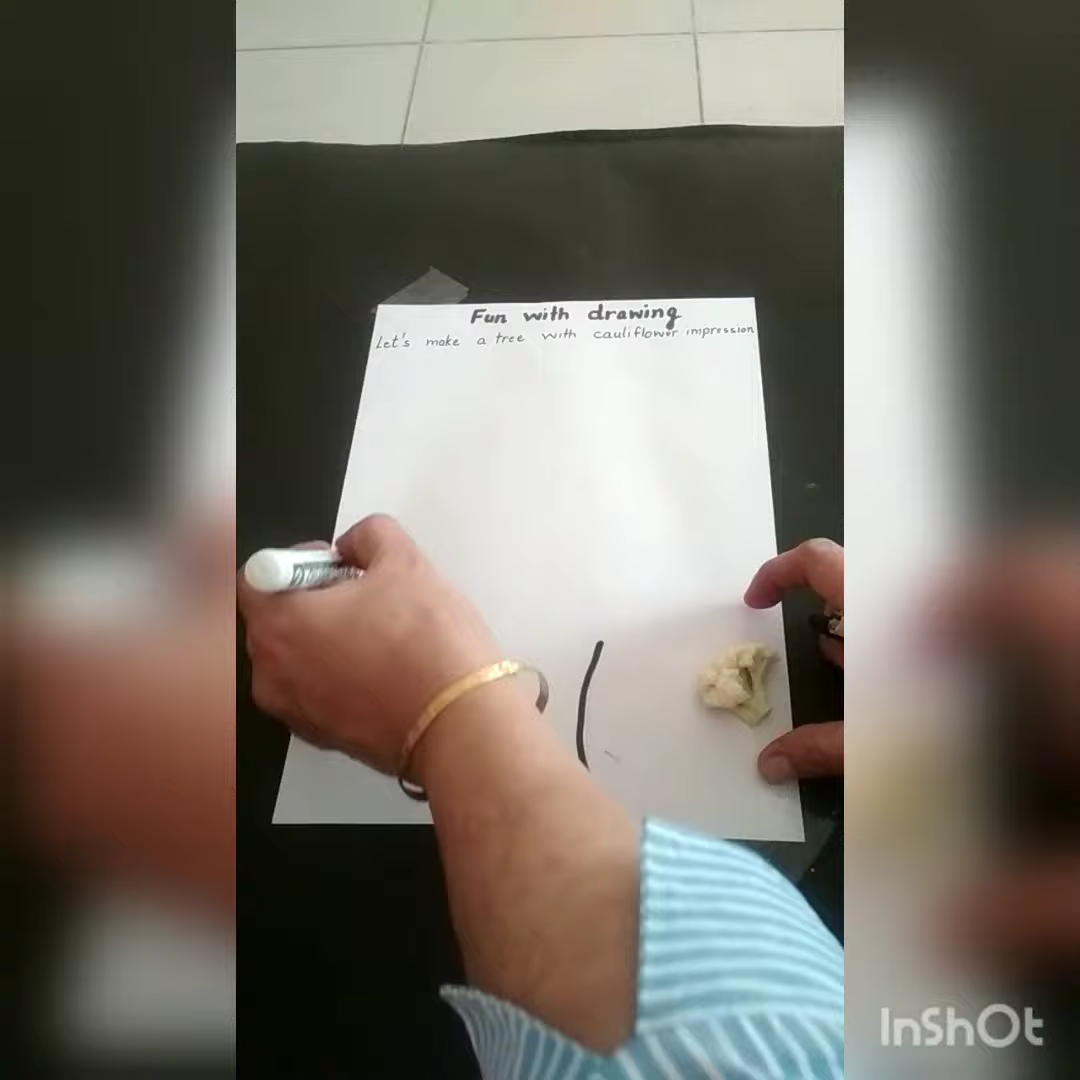 Fun with drawing
Let's make a tree with cauliflower impression
InShOt